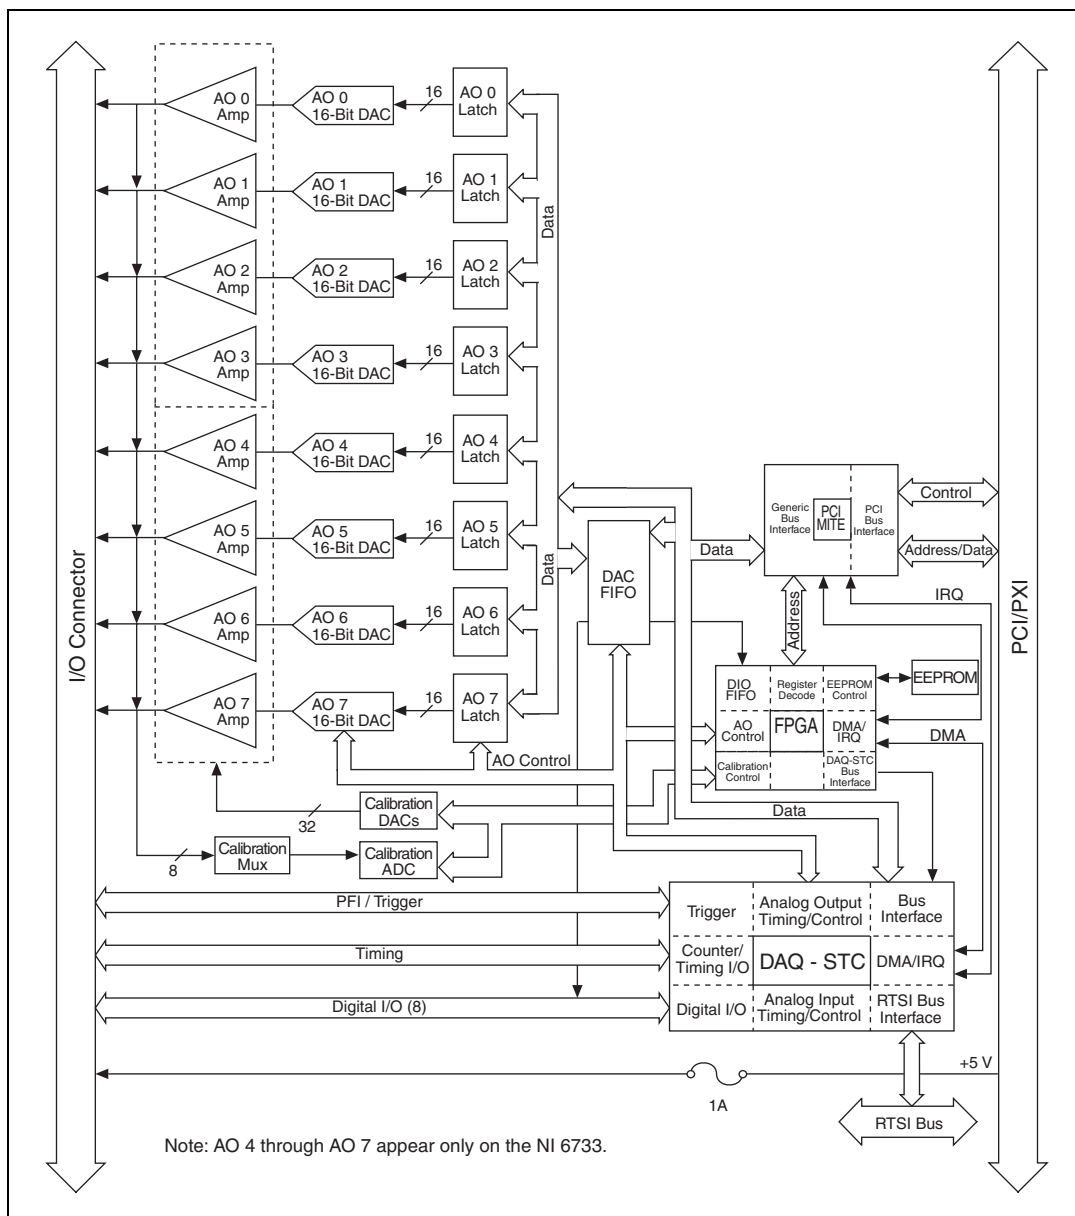 AO 0
Amp
AO 0
16-Bit DAC
16
AO 0
Latch
AO 1
Amp
AO 1
16-Bit DAC
16
AO 1
Latch
Data
AO 2
Amp
AO 2
16-Bit DAC
16
AO 2
Latch
AO 3
Amp
AO 3
16-Bit DAC
16
AO 3
Latch
AO 4
Amp
AO 4
16-Bit DAC
16
AO 4
Latch
AO 5
Amp
AO 5
16-Bit DAC
16
AO 5
Latch
Data
AO 6
Amp
AO 6
16-Bit DAC
16
AO 6
Latch
AO 7
Amp
AO 7
16-Bit DAC
16
AO 7
Latch
I/O Connector
DAC
FIFO
Data
Generic
Bus
Interface
PCI
MITE
PCI
Bus
Interface
Control
Address/Data
IRQ
PCI/PXI
Address
DIO
FIFO
Register
Decode
EEPROM
Control
EEPROM
AO
Control
FPGA
DMA/
IRQ
DMA
Calibration
Control
DAQ-STC
Bus
Interface
AO Control
Data
32
Calibration
DACs
8
Calibration
Mux
Calibration
ADC
PFI / Trigger
Trigger
Analog Output
Timing/Control
Bus
Interface
Timing
Counter/
Timing I/O
DAQ - STC
DMA/IRQ
Digital I/O (8)
Digital I/O
Analog Input
Timing/Control
RTSI Bus
Interface
+5 V
1A
RTSI Bus
Note: AO 4 through AO 7 appear only on the NI 6733.